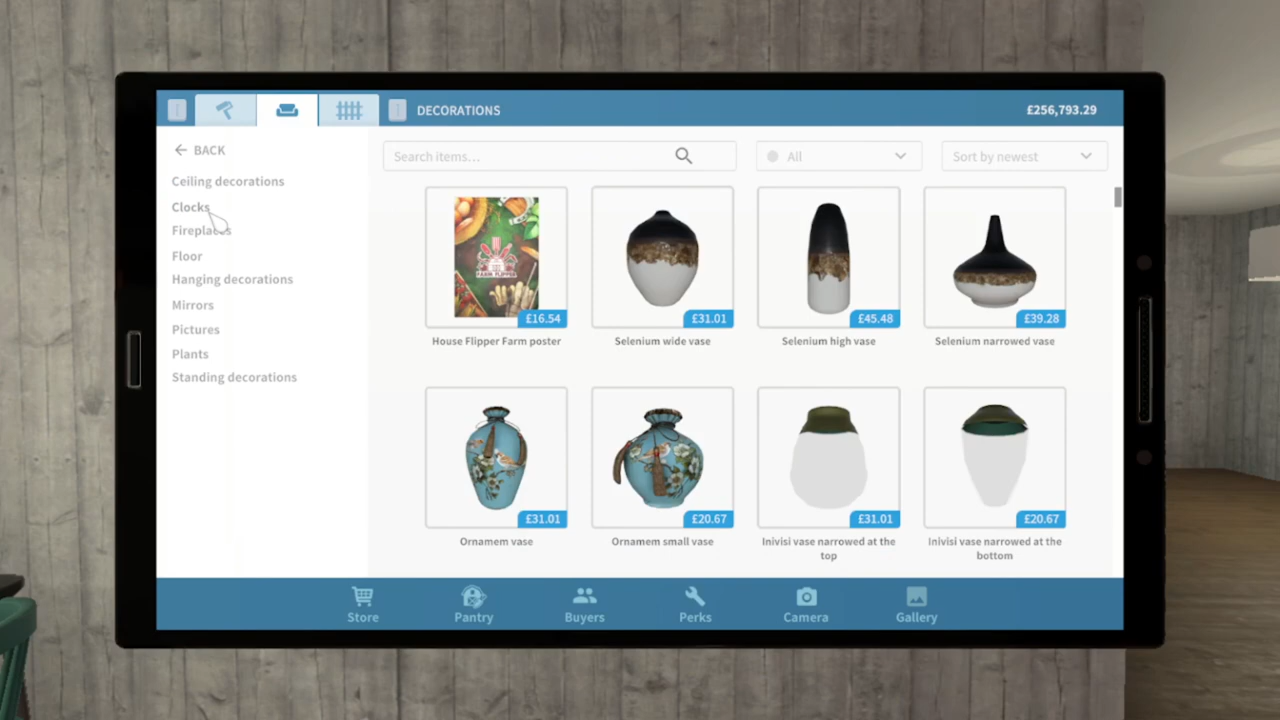 DECORATIONS
£256,793.29
BACK
Search items...
All
Sort by newest
Ceiling decorations
Clocks
Fireplaces
Floor
Hanging decorations
Mirrors
Pictures
Plants
Standing decorations
FARM FLIPPER
£16.54
£31.01
£45.48
£39.28
House Flipper Farm poster
Selenium wide vase
Selenium high vase
Selenium narrowed vase
£31.01
£20.67
£31.01
£20.67
Ornamem vase
Ornamem small vase
Inivisi vase narrowed at the
top
Inivisi vase narrowed at the
bottom
Store
Pantry
Buyers
Perks
Camera
Gallery